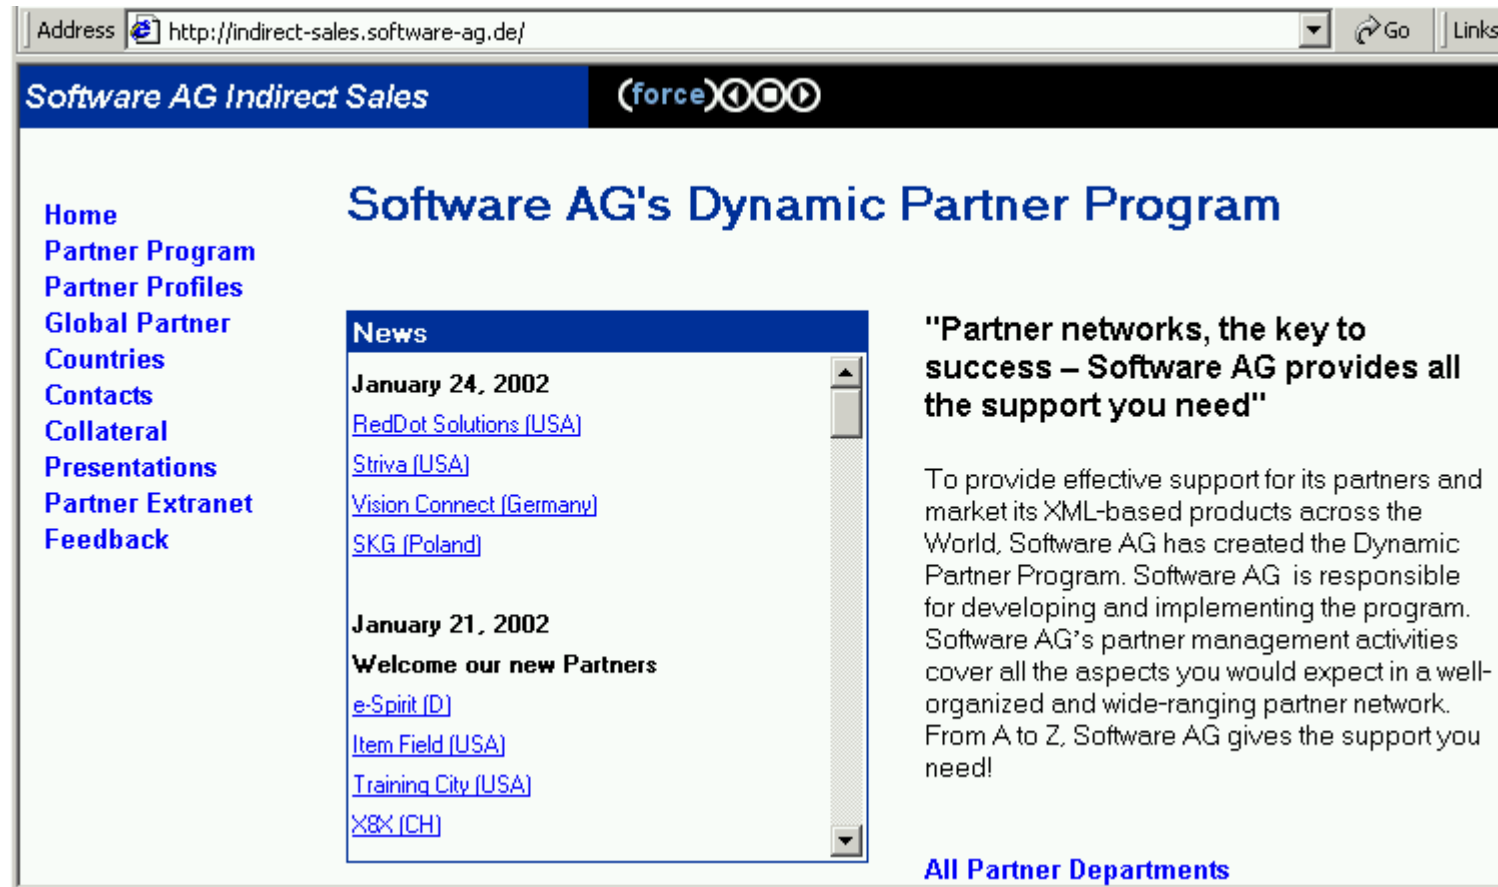 Address http://indirect-sales.software-ag.de/ Go Links
Software AG Indirect Sales (force)
Software AG's Dynamic Partner Program
Home
Partner Program
Partner Profiles
Global Partner
Countries
Contacts
Collateral
Presentations
Partner Extranet
Feedback
News
January 24, 2002
RedDot Solutions (USA)
Striva (USA)
Vision Connect (Germany)
SKG (Poland)
January 21, 2002
Welcome our new Partners
e-Spirit (D)
Item Field (USA)
Training City (USA)
X8X (CH)
"Partner networks, the key to
success – Software AG provides all
the support you need"
To provide effective support for its partners and
market its XML-based products across the
World, Software AG has created the Dynamic
Partner Program. Software AG  is responsible
for developing and implementing the program.
Software AG's partner management activities
cover all the aspects you would expect in a well-
organized and wide-ranging partner network.
From A to Z, Software AG gives the support you
need!
All Partner Departments